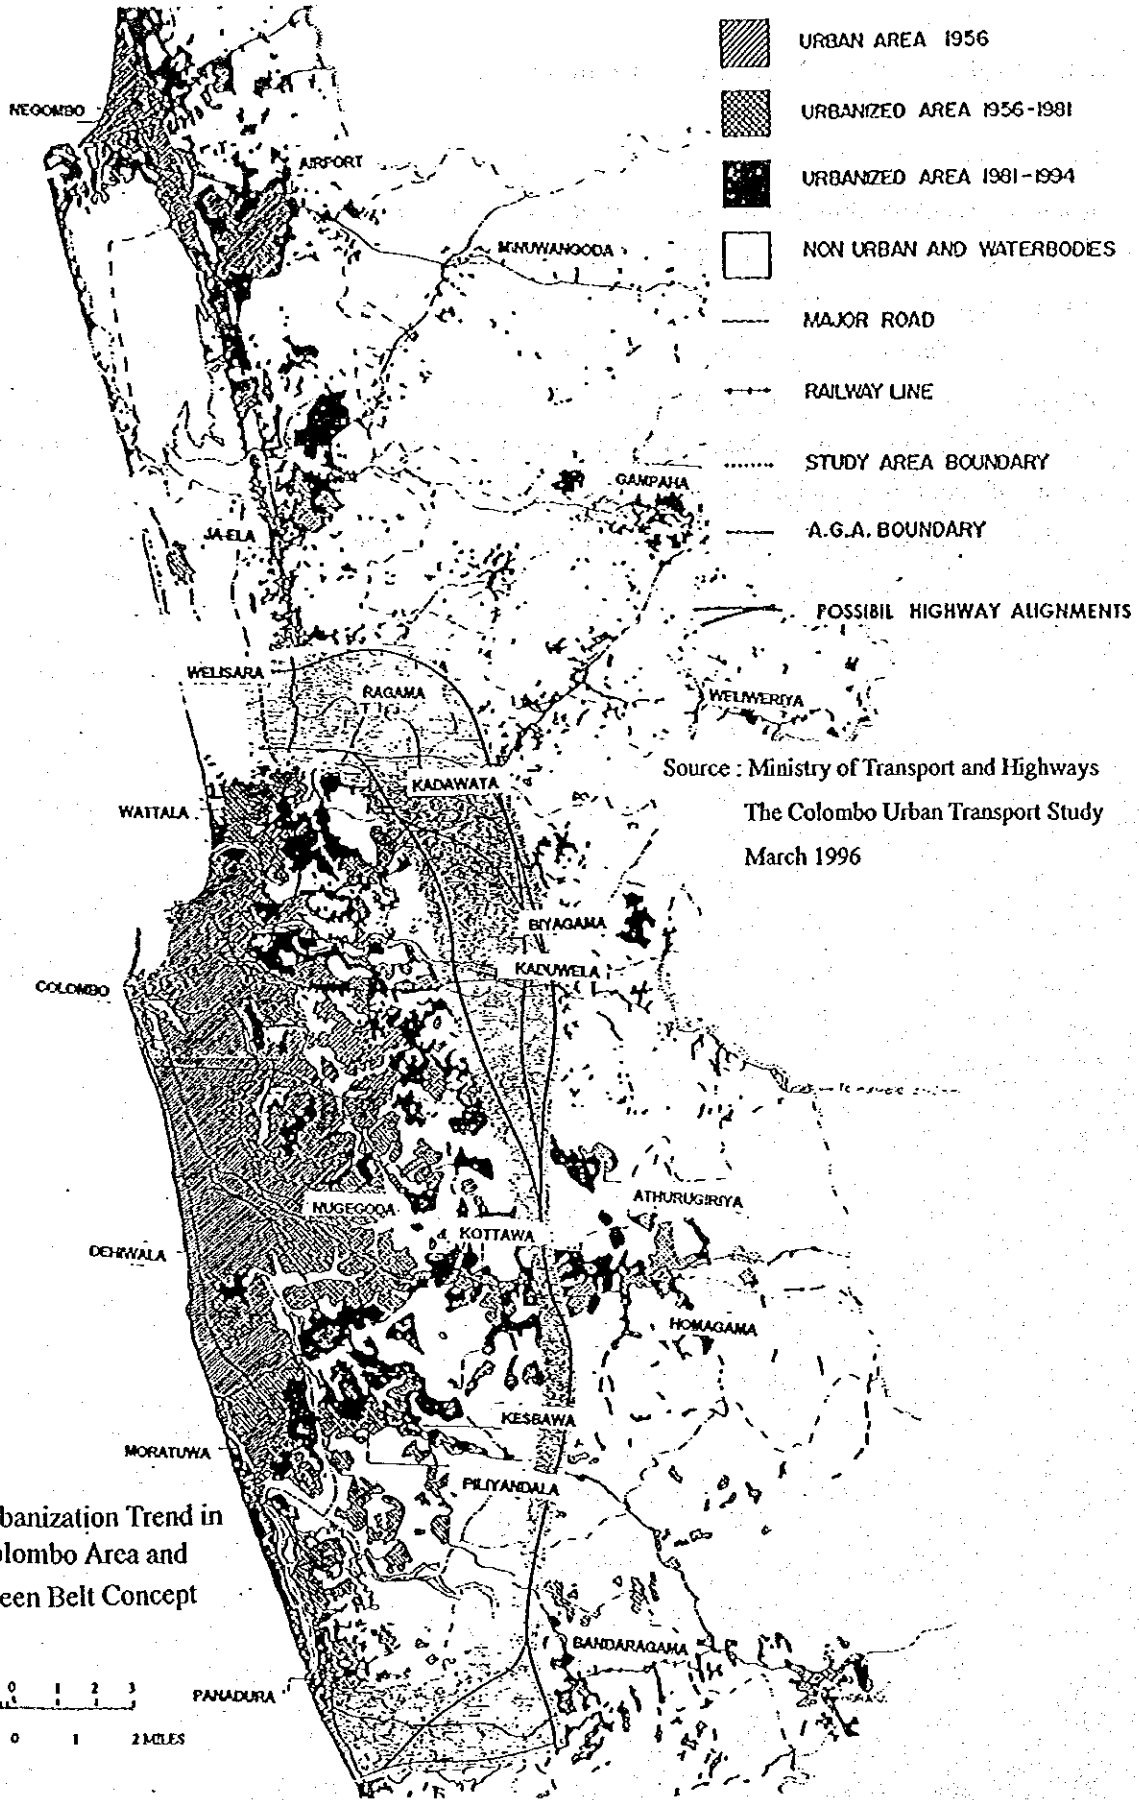 URBAN AREA 1956
URBANIZED AREA 1956-1981
URBANIZED AREA 1981-1994
NON URBAN AND WATERBODIES
MAJOR ROAD
RAILWAY LINE
STUDY AREA BOUNDARY
A.G.A. BOUNDARY
POSSIBIL HIGHWAY ALIGNMENTS
NEGOMBO
AIRPORT
MINUWANGODA
GAMPAHA
JA-ELA
WELISARA
RAGAMA
WELIWERIYA
KADAWATA
Source : Ministry of Transport and Highways
The Colombo Urban Transport Study
March 1996
WATTALA
BIYAGAMA
KADUWELA
COLOMBO
NUGEGODA
ATHURUGIRIYA
KOTTAWA
DEHIWALA
HOMAGAMA
KESBAWA
MORATUWA
PILIYANDALA
banization Trend in
olombo Area and
een Belt Concept
BANDARAGAMA
PANADURA
0 1 2 3
0 1 2 MILES